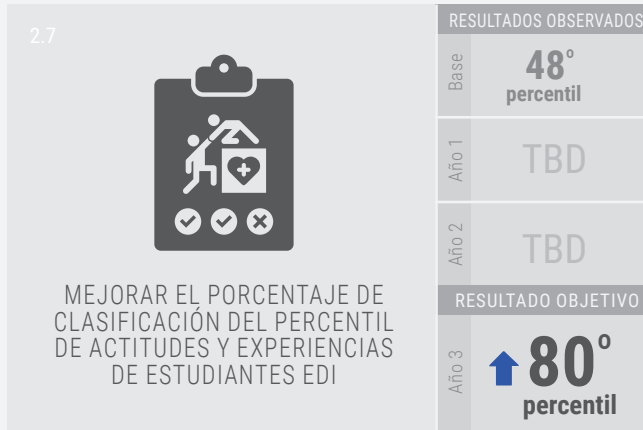 2.7
MEJORAR EL PORCENTAJE DE
CLASIFICACIÓN DEL PERCENTIL
DE ACTITUDES Y EXPERIENCIAS
DE ESTUDIANTES EDI
RESULTADOS OBSERVADOS
Base
48°
percentil
Año 1
TBD
Año 2
TBD
RESULTADO OBJETIVO
Año 3
80°
percentil